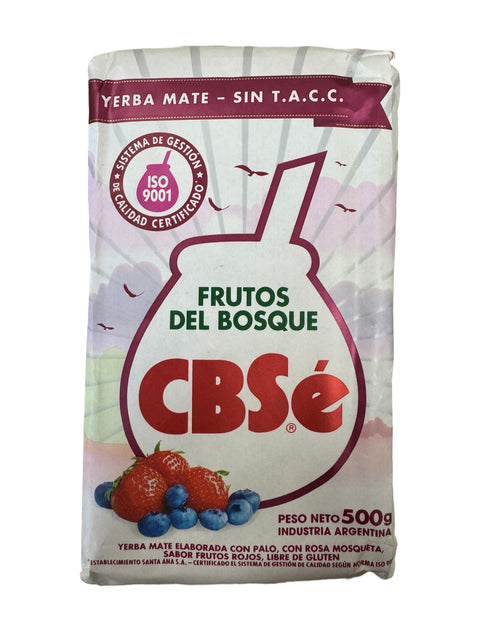 YERBA MATE – SIN T.A.C.C.
SISTEMA DE GESTIÓN
DE CALIDAD CERTIFICADO
ISO
9001
FRUTOS
DEL BOSQUE
CBSé
®
PESO NETO 500g
INDUSTRIA ARGENTINA
YERBA MATE ELABORADA CON PALO, CON ROSA MOSQUETA,
SABOR FRUTOS ROJOS, LIBRE DE GLUTEN
ESTABLECIMIENTO SANTA ANA S.A. – CERTIFICADO EL SISTEMA DE GESTIÓN DE CALIDAD SEGÚN NORMA ISO